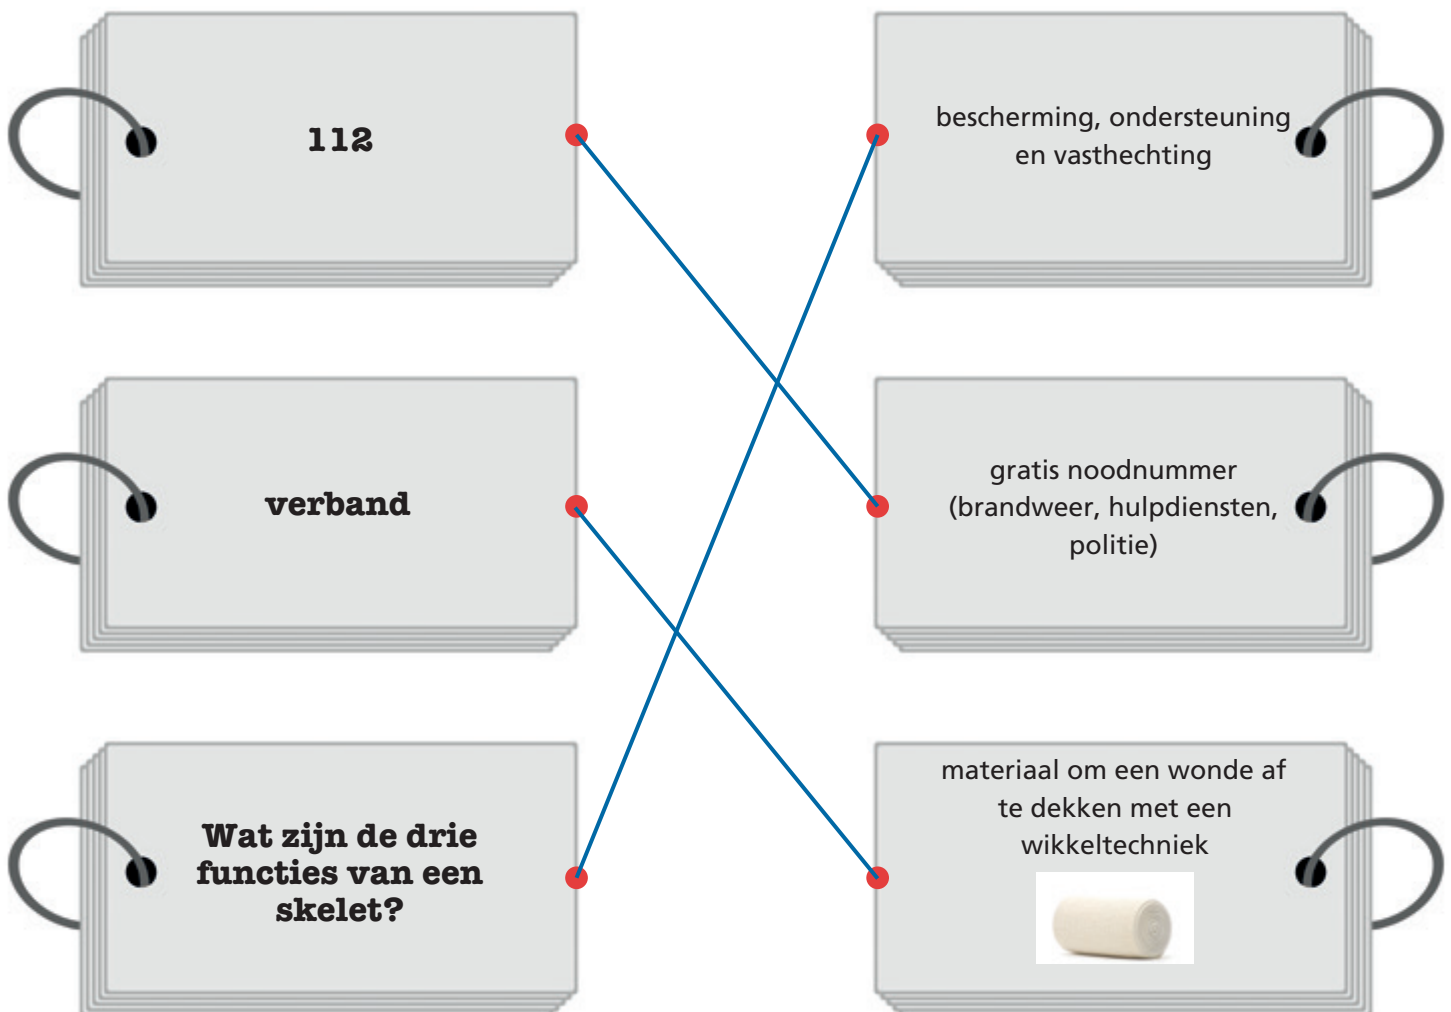 112
bescherming, ondersteuning
en vasthechting
verband
gratis noodnummer
(brandweer, hulpdiensten,
politie)
Wat zijn de drie
functies van een
skelet?
materiaal om een wonde af
te dekken met een
wikkeltechniek